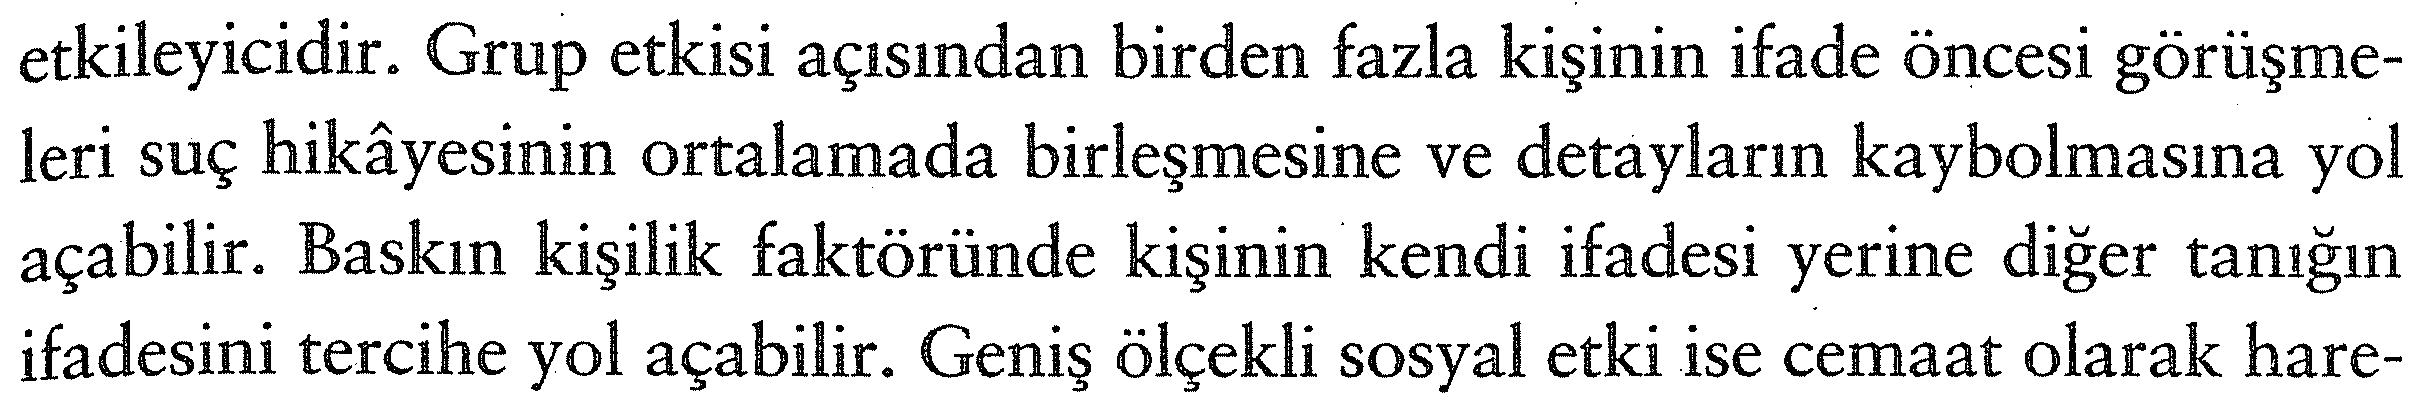 etkileyicidir. Grup etkisi açısından birden fazla kişinin ifade öncesi görüşme-
leri suç hikâyesinin ortalamada birleşmesine ve detayların kaybolmasına yol
açabilir. Baskın kişilik faktöründe kişinin kendi ifadesi yerine diğer tanığın
ifadesini tercihe yol açabilir. Geniş ölçekli sosyal etki ise cemaat olarak hare-